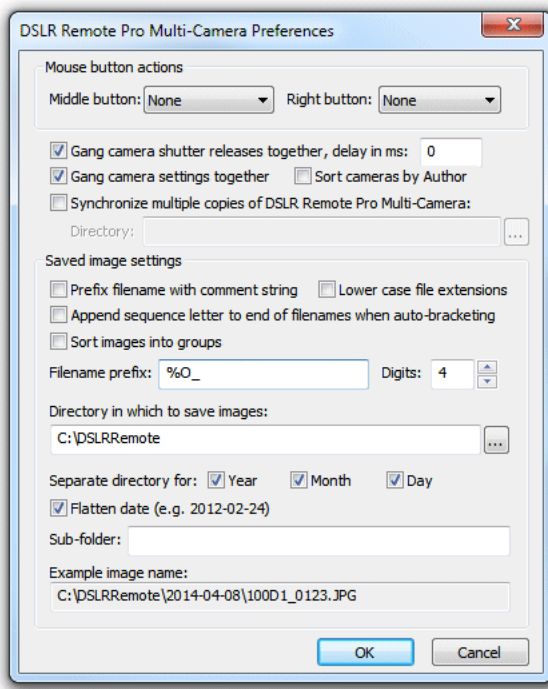 DSLR Remote Pro Multi-Camera Preferences
Mouse button actions
Middle button: None Right button: None
Gang camera shutter releases together, delay in ms: 0
Gang camera settings together Sort cameras by Author
Synchronize multiple copies of DSLR Remote Pro Multi-Camera:
Directory: ...
Saved image settings
Prefix filename with comment string Lower case file extensions
Append sequence letter to end of filenames when auto-bracketing
Sort images into groups
Filename prefix: %O_ Digits: 4
Directory in which to save images:
C:\DSLRRemote ...
Separate directory for: Year Month Day
Flatten date (e.g. 2012-02-24)
Sub-folder:
Example image name:
C:\DSLRRemote\2014-04-08\100D1_0123.JPG
OK Cancel